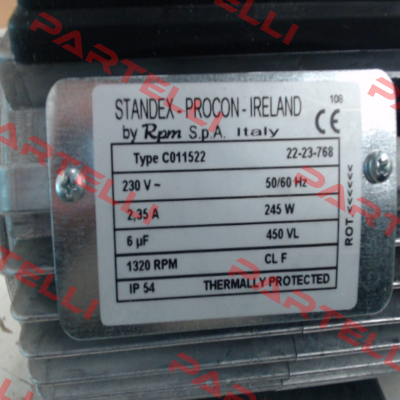 STANDEX - PROCON - IRELAND
108
by Rpm S.p.A. Italy
CE
Type C011522 22-23-768
230 V ~ 50/60 Hz
2,35 A 245 W
6 µF 450 VL
1320 RPM CL F
IP 54 THERMALLY PROTECTED
ROT <<<<<<
PARTELLI
PARTELLI
PARTELLI
PARTELLI
PARTELLI